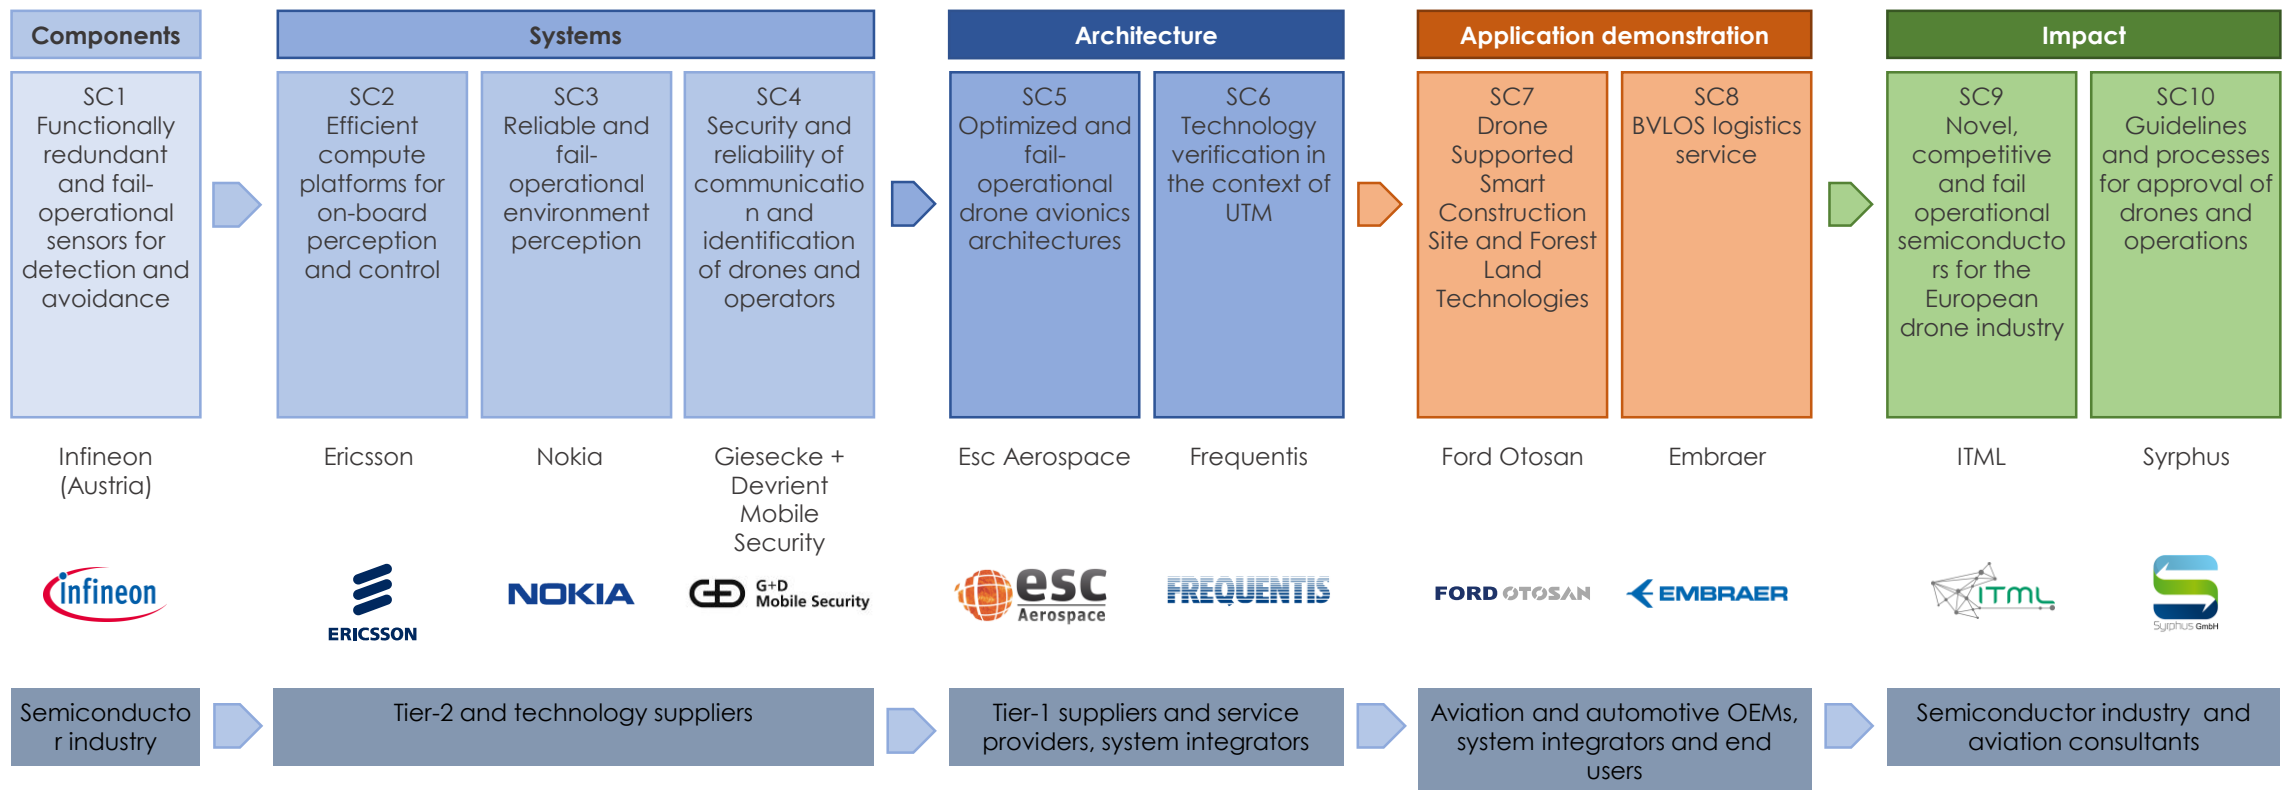 Components
Systems
Architecture
Application demonstration
Impact
SC1
Functionally
redundant
and fail-
operational
sensors for
detection and
avoidance
SC2
Efficient
compute
platforms for
on-board
perception
and control
SC3
Reliable and
fail-
operational
environment
perception
SC4
Security and
reliability of
communicatio
n and
identification
of drones and
operators
SC5
Optimized and
fail-
operational
drone avionics
architectures
SC6
Technology
verification in
the context of
UTM
SC7
Drone
Supported
Smart
Construction
Site and Forest
Land
Technologies
SC8
BVLOS logistics
service
SC9
Novel,
competitive
and fail
operational
semiconducto
rs for the
European
drone industry
SC10
Guidelines
and processes
for approval of
drones and
operations
Infineon
(Austria)
Ericsson
Nokia
Giesecke +
Devrient
Mobile
Security
Esc Aerospace
Frequentis
Ford Otosan
Embraer
ITML
Syrphus
infineon
ERICSSON
NOKIA
G+D
Mobile Security
esc
Aerospace
FREQUENTIS
FORD OTOSAN
EMBRAER
ITML
Syrphus GmbH
Semiconducto
r industry
Tier-2 and technology suppliers
Tier-1 suppliers and service
providers, system integrators
Aviation and automotive OEMs,
system integrators and end
users
Semiconductor industry and
aviation consultants